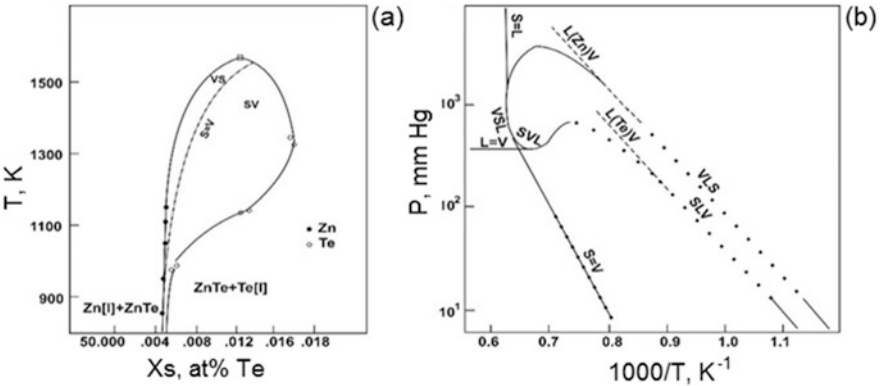 (a)
1500
1300
1100
900
T, K
VS
S=V
SV
Zn
Te
Zn[l]+ZnTe
ZnTe+Te[l]
50.000 .004 .008 .012 .016 .018
Xs, at% Te
(b)
10³
10²
10¹
P, mm Hg
S=L
L(Zn)V
VSL
SVL
L=V
L(Te)V
VLS
SLV
S=V
0.6 0.7 0.8 0.9 1.0 1.1
1000/T, K⁻¹